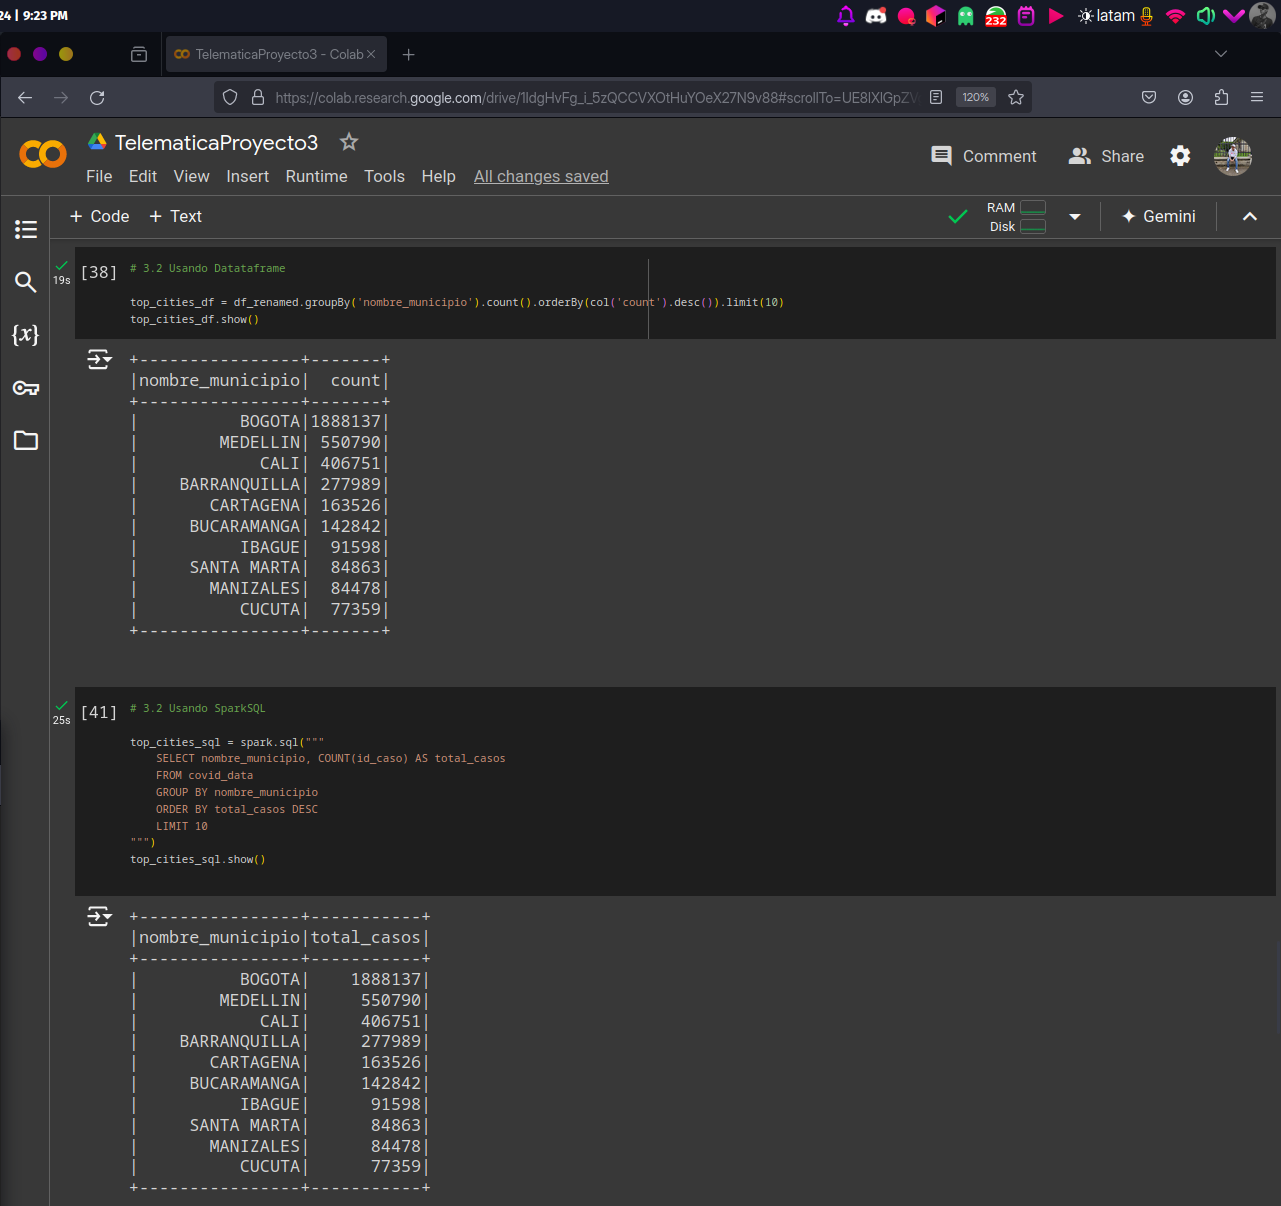 24 | 9:23 PM
232
latam
TelematicaProyecto3 - Colab
https://colab.research.google.com/drive/
120%
TelematicaProyecto3
Comment
Share
File Edit View Insert Runtime Tools Help All changes saved
+ Code + Text
RAM
Disk
Gemini
19s
[38]
# 3.2 Usando Datataframe
top_cities_df = df_renamed.groupBy('nombre_municipio').count().orderBy(col('count').desc()).limit(10)
top_cities_df.show()
+----------------+-------+
|nombre_municipio|  count|
+----------------+-------+
|          BOGOTA|1888137|
|        MEDELLIN| 550790|
|            CALI| 406751|
|    BARRANQUILLA| 277989|
|       CARTAGENA| 163526|
|     BUCARAMANGA| 142842|
|          IBAGUE|  91598|
|     SANTA MARTA|  84863|
|       MANIZALES|  84478|
|          CUCUTA|  77359|
+----------------+-------+
25s
[41]
# 3.2 Usando SparkSQL
top_cities_sql = spark.sql("""
    SELECT nombre_municipio, COUNT(id_caso) AS total_casos
    FROM covid_data
    GROUP BY nombre_municipio
    ORDER BY total_casos DESC
    LIMIT 10
""")
top_cities_sql.show()
+----------------+-----------+
|nombre_municipio|total_casos|
+----------------+-----------+
|          BOGOTA|    1888137|
|        MEDELLIN|     550790|
|            CALI|     406751|
|    BARRANQUILLA|     277989|
|       CARTAGENA|     163526|
|     BUCARAMANGA|     142842|
|          IBAGUE|      91598|
|     SANTA MARTA|      84863|
|       MANIZALES|      84478|
|          CUCUTA|      77359|
+----------------+-----------+